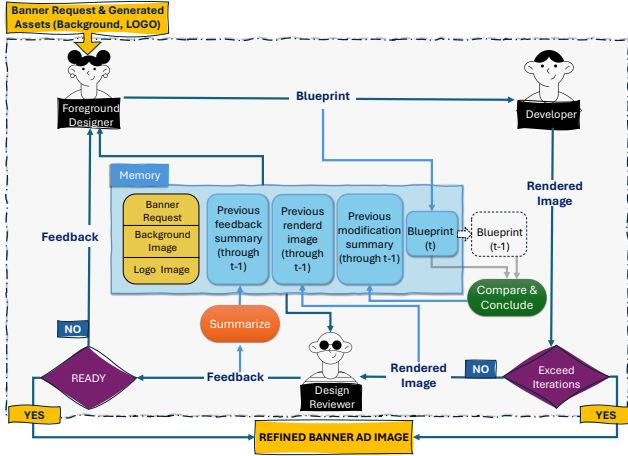 Banner Request & Generated
Assets (Background, LOGO)
Foreground
Designer
Blueprint
Developer
Memory
Rendered
Image
Banner
Request
Background
Image
Logo Image
Previous
feedback
summary
(through
t-1)
Previous
renderd
image
(through
t-1)
Previous
modification
summary
(through t-1)
Blueprint
(t)
Blueprint
(t-1)
Feedback
Compare &
Conclude
Summarize
NO
READY
Feedback
Design
Reviewer
Rendered
Image
NO
Exceed
Iterations
YES
REFINED BANNER AD IMAGE
YES